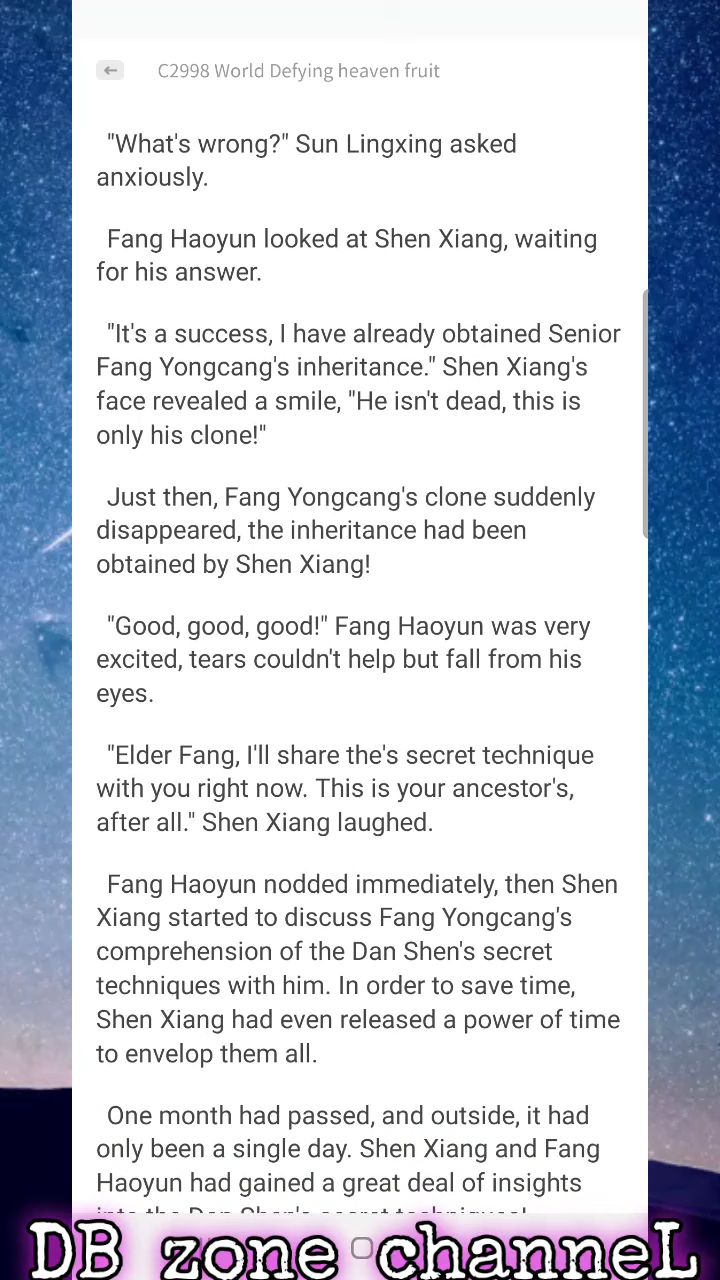 C2998 World Defying heaven fruit
"What's wrong?" Sun Lingxing asked
anxiously.
Fang Haoyun looked at Shen Xiang, waiting
for his answer.
"It's a success, I have already obtained Senior
Fang Yongcang's inheritance." Shen Xiang's
face revealed a smile, "He isn't dead, this is
only his clone!"
Just then, Fang Yongcang's clone suddenly
disappeared, the inheritance had been
obtained by Shen Xiang!
"Good, good, good!" Fang Haoyun was very
excited, tears couldn't help but fall from his
eyes.
"Elder Fang, I'll share the's secret technique
with you right now. This is your ancestor's,
after all." Shen Xiang laughed.
Fang Haoyun nodded immediately, then Shen
Xiang started to discuss Fang Yongcang's
comprehension of the Dan Shen's secret
techniques with him. In order to save time,
Shen Xiang had even released a power of time
to envelop them all.
One month had passed, and outside, it had
only been a single day. Shen Xiang and Fang
Haoyun had gained a great deal of insights
into the Dan Shen's secret techniques!
DB zone channeL